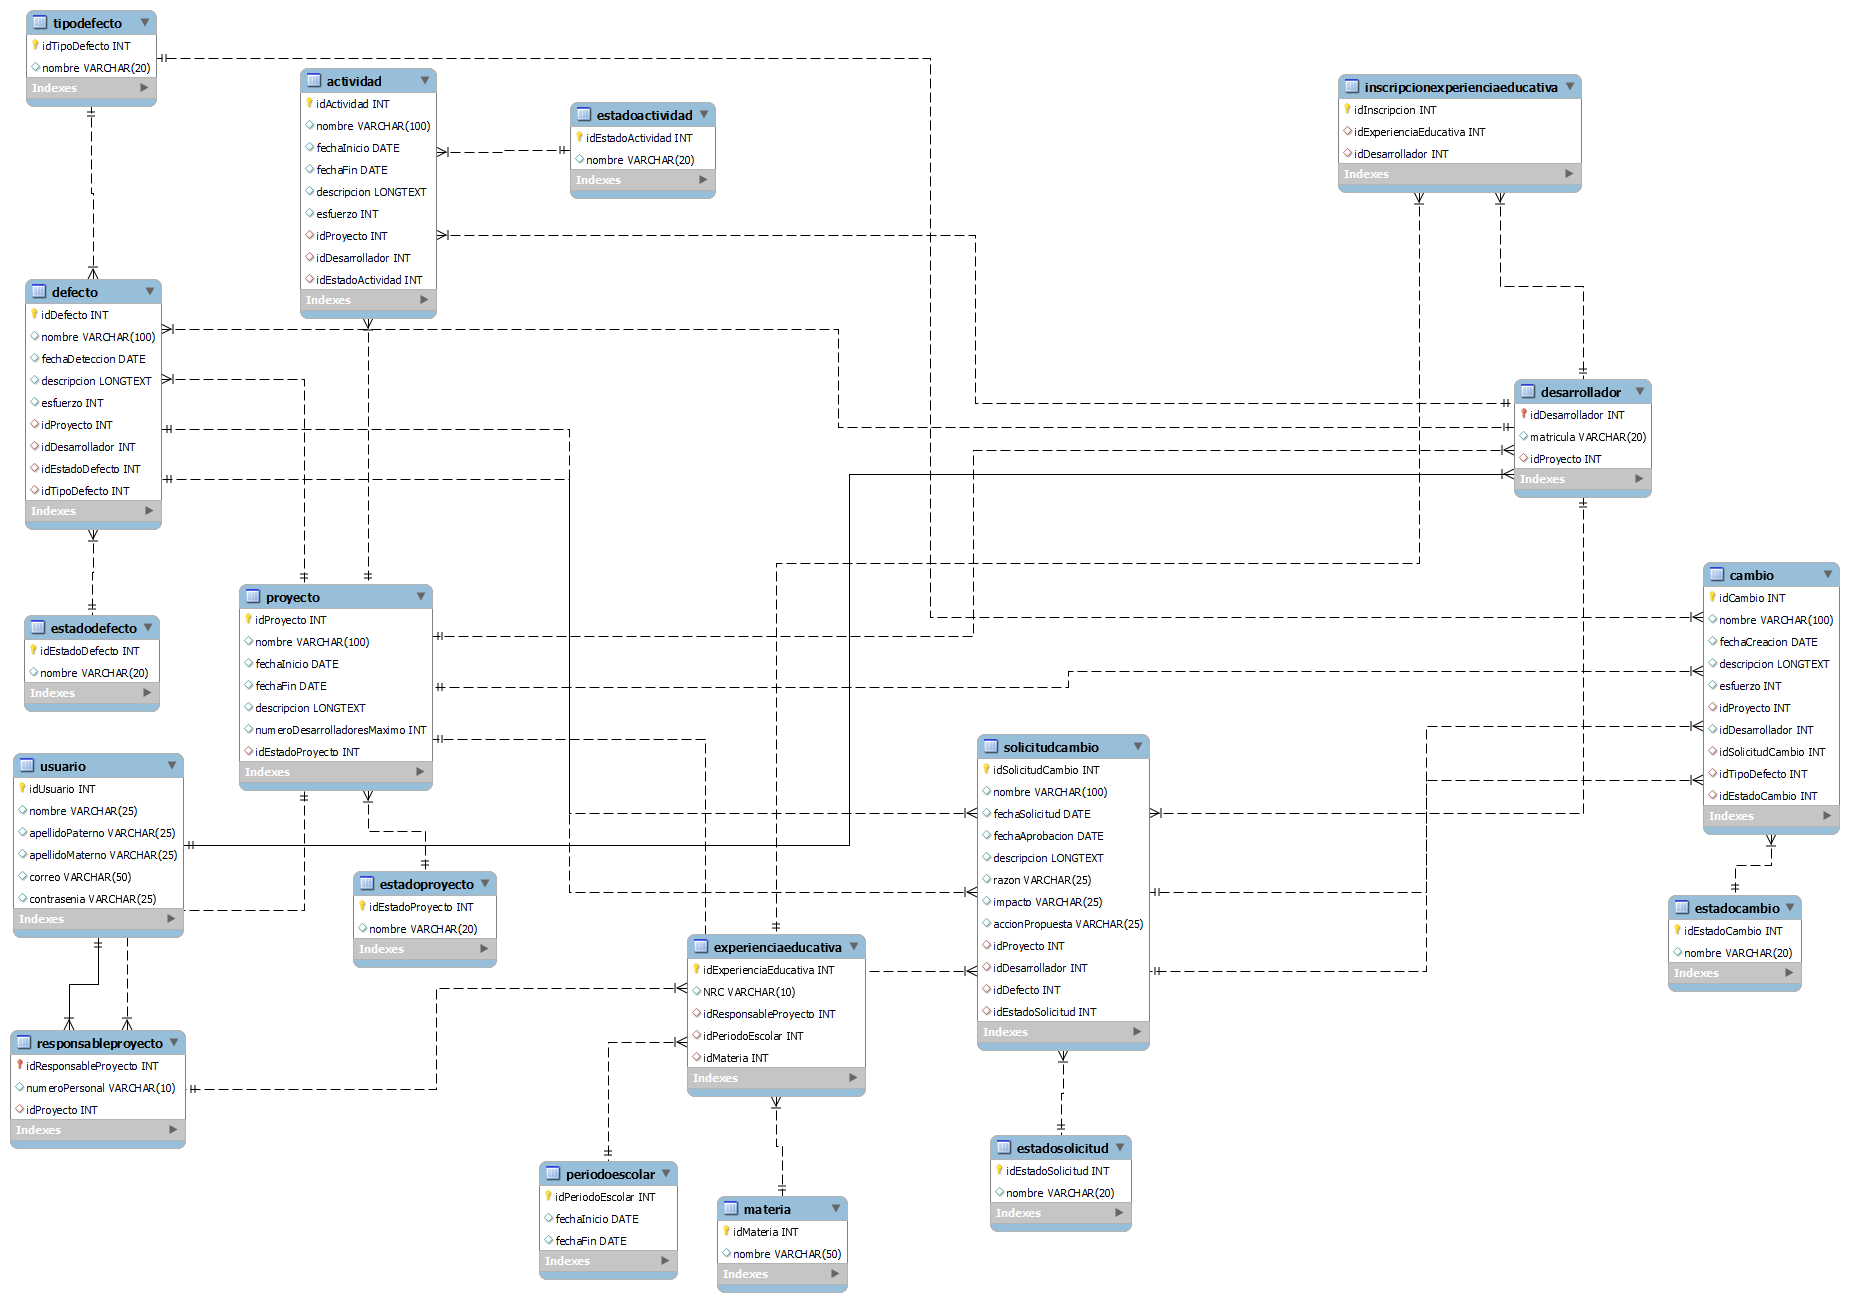 tipodefecto
idTipoDefecto INT
nombre VARCHAR(20)
Indexes
actividad
idActividad INT
nombre VARCHAR(100)
fechaInicio DATE
fechaFin DATE
descripcion LONGTEXT
esfuerzo INT
idProyecto INT
idDesarrollador INT
idEstadoActividad INT
Indexes
estadoactividad
idEstadoActividad INT
nombre VARCHAR(20)
Indexes
inscripcionexperienciaeducativa
idInscripcion INT
idExperienciaEducativa INT
idDesarrollador INT
Indexes
defecto
idDefecto INT
nombre VARCHAR(100)
fechaDeteccion DATE
descripcion LONGTEXT
esfuerzo INT
idProyecto INT
idDesarrollador INT
idEstadoDefecto INT
idTipoDefecto INT
Indexes
desarrollador
idDesarrollador INT
matricula VARCHAR(20)
idProyecto INT
Indexes
estadodefecto
idEstadoDefecto INT
nombre VARCHAR(20)
Indexes
proyecto
idProyecto INT
nombre VARCHAR(100)
fechaInicio DATE
fechaFin DATE
descripcion LONGTEXT
numeroDesarrolladoresMaximo INT
idEstadoProyecto INT
Indexes
cambio
idCambio INT
nombre VARCHAR(100)
fechaCreacion DATE
descripcion LONGTEXT
esfuerzo INT
idProyecto INT
idDesarrollador INT
idSolicitudCambio INT
idTipoDefecto INT
idEstadoCambio INT
Indexes
usuario
idUsuario INT
nombre VARCHAR(25)
apellidoPaterno VARCHAR(25)
apellidoMaterno VARCHAR(25)
correo VARCHAR(50)
contrasenia VARCHAR(25)
Indexes
solicitudcambio
idSolicitudCambio INT
nombre VARCHAR(100)
fechaSolicitud DATE
fechaAprobacion DATE
descripcion LONGTEXT
razon VARCHAR(25)
impacto VARCHAR(25)
accionPropuesta VARCHAR(25)
idProyecto INT
idDesarrollador INT
idDefecto INT
idEstadoSolicitud INT
Indexes
estadoproyecto
idEstadoProyecto INT
nombre VARCHAR(20)
Indexes
estadocambio
idEstadoCambio INT
nombre VARCHAR(20)
Indexes
experienciaeducativa
idExperienciaEducativa INT
NRC VARCHAR(10)
idResponsableProyecto INT
idPeriodoEscolar INT
idMateria INT
Indexes
responsableproyecto
idResponsableProyecto INT
numeroPersonal VARCHAR(10)
idProyecto INT
Indexes
periodoescolar
idPeriodoEscolar INT
fechaInicio DATE
fechaFin DATE
Indexes
materia
idMateria INT
nombre VARCHAR(50)
Indexes
estadosolicitud
idEstadoSolicitud INT
nombre VARCHAR(20)
Indexes